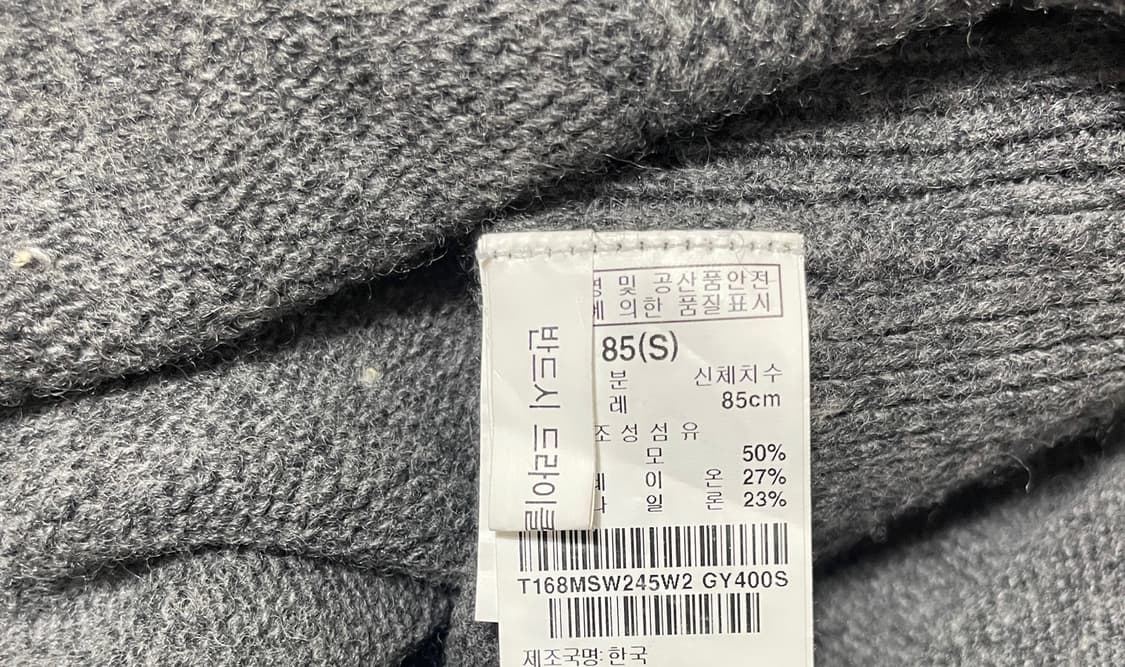 및 공산품안전
의한 품질표시
85(S)
분 신체치수
레 85cm
조성섬유
모 50%
이 온 27%
일 론 23%
T168MSW245W2 GY400S
제조국명: 한국
반드시 드라이클